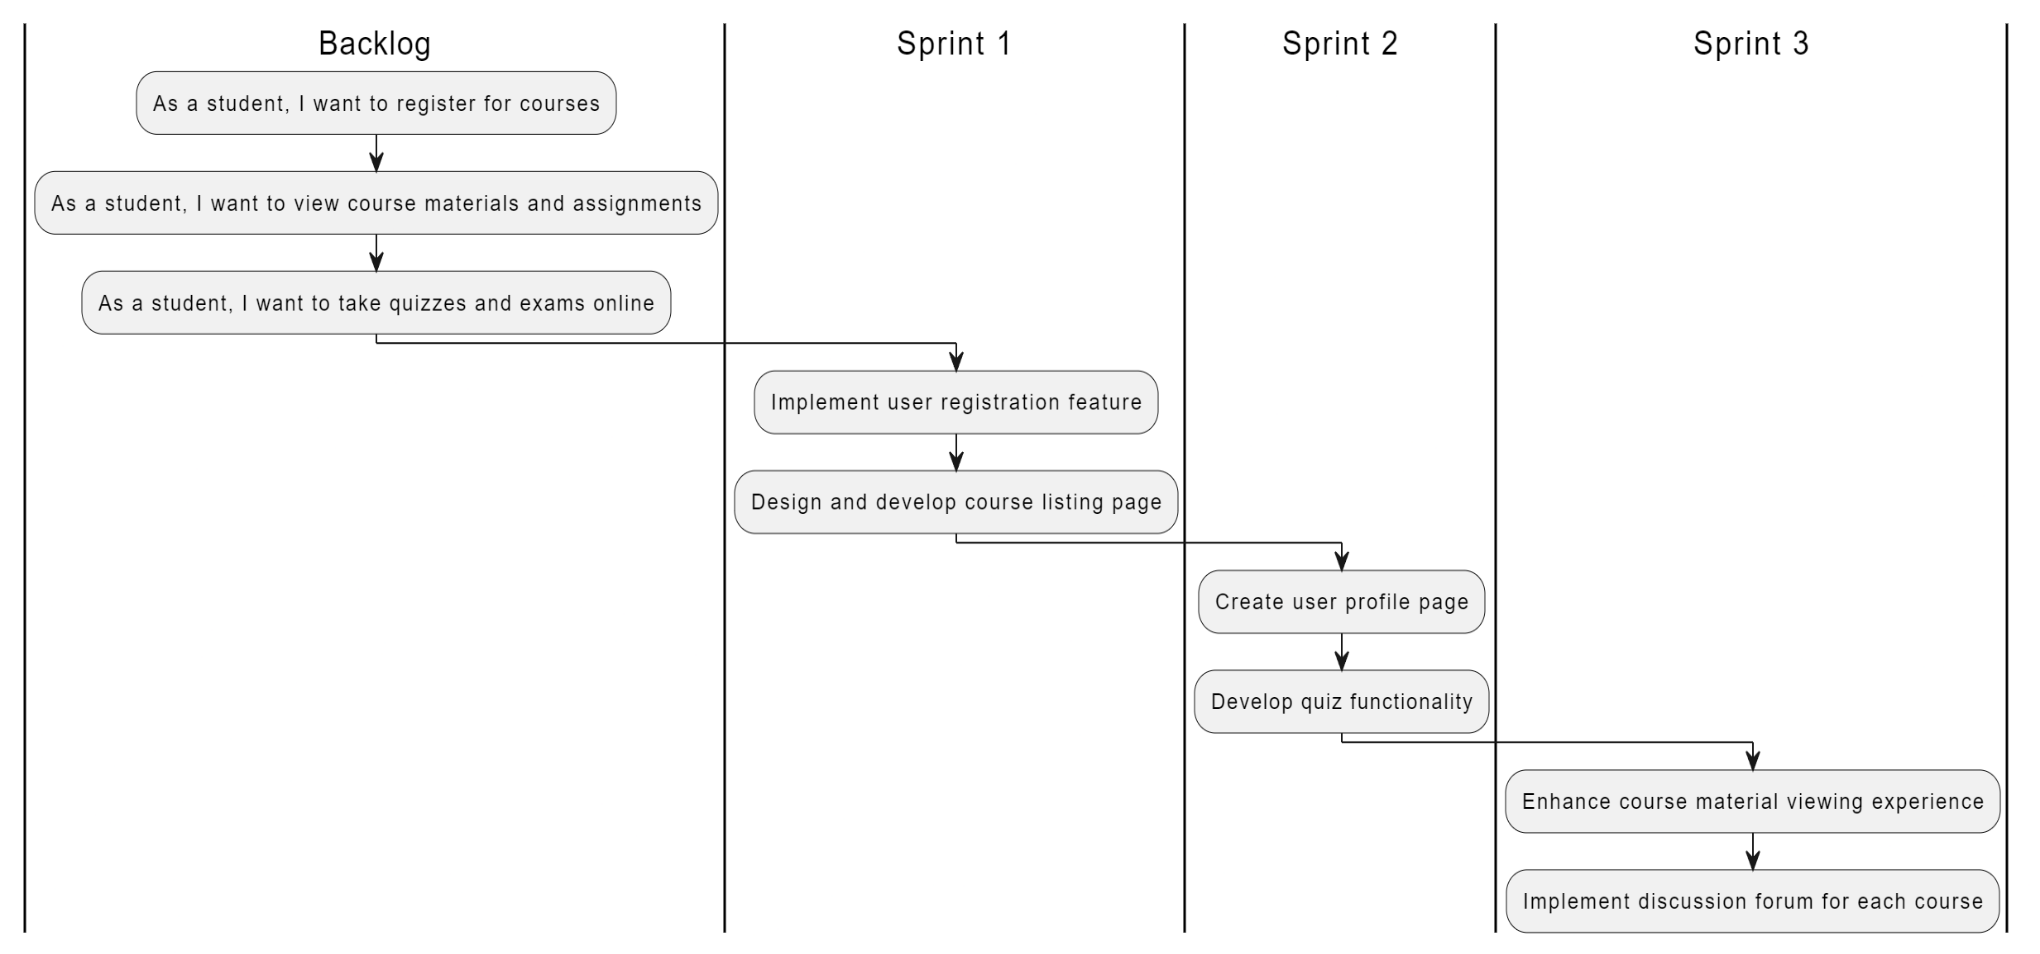 Backlog
Sprint 1
Sprint 2
Sprint 3
As a student, I want to register for courses
As a student, I want to view course materials and assignments
As a student, I want to take quizzes and exams online
Implement user registration feature
Design and develop course listing page
Create user profile page
Develop quiz functionality
Enhance course material viewing experience
Implement discussion forum for each course